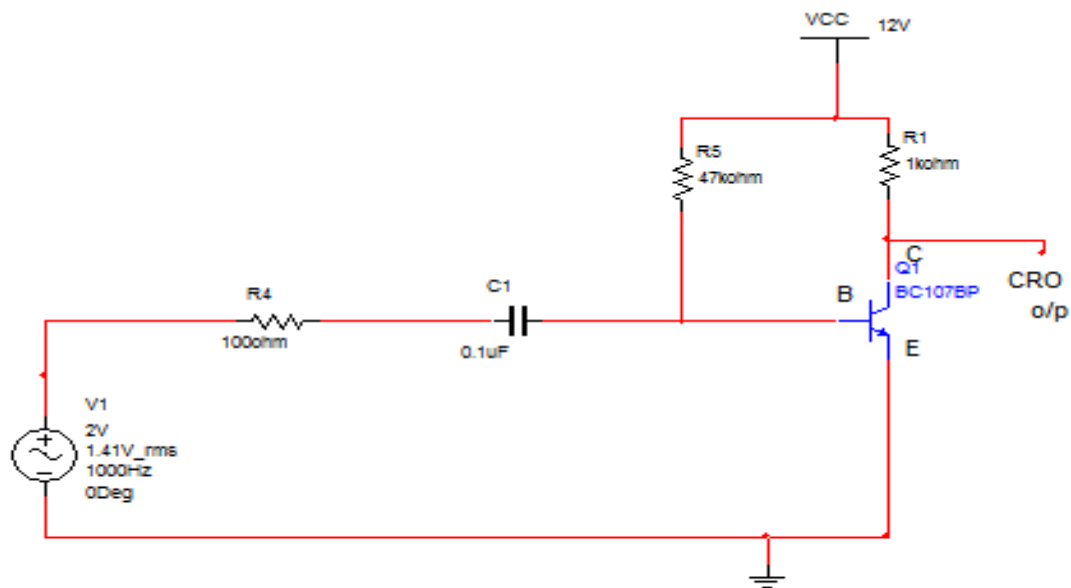 VCC
12V
R5
47kohm
R1
1kohm
C
Q1
BC107BP
CRO
o/p
B
E
R4
100ohm
C1
0.1uF
V1
2V
1.41V_rms
1000Hz
0Deg